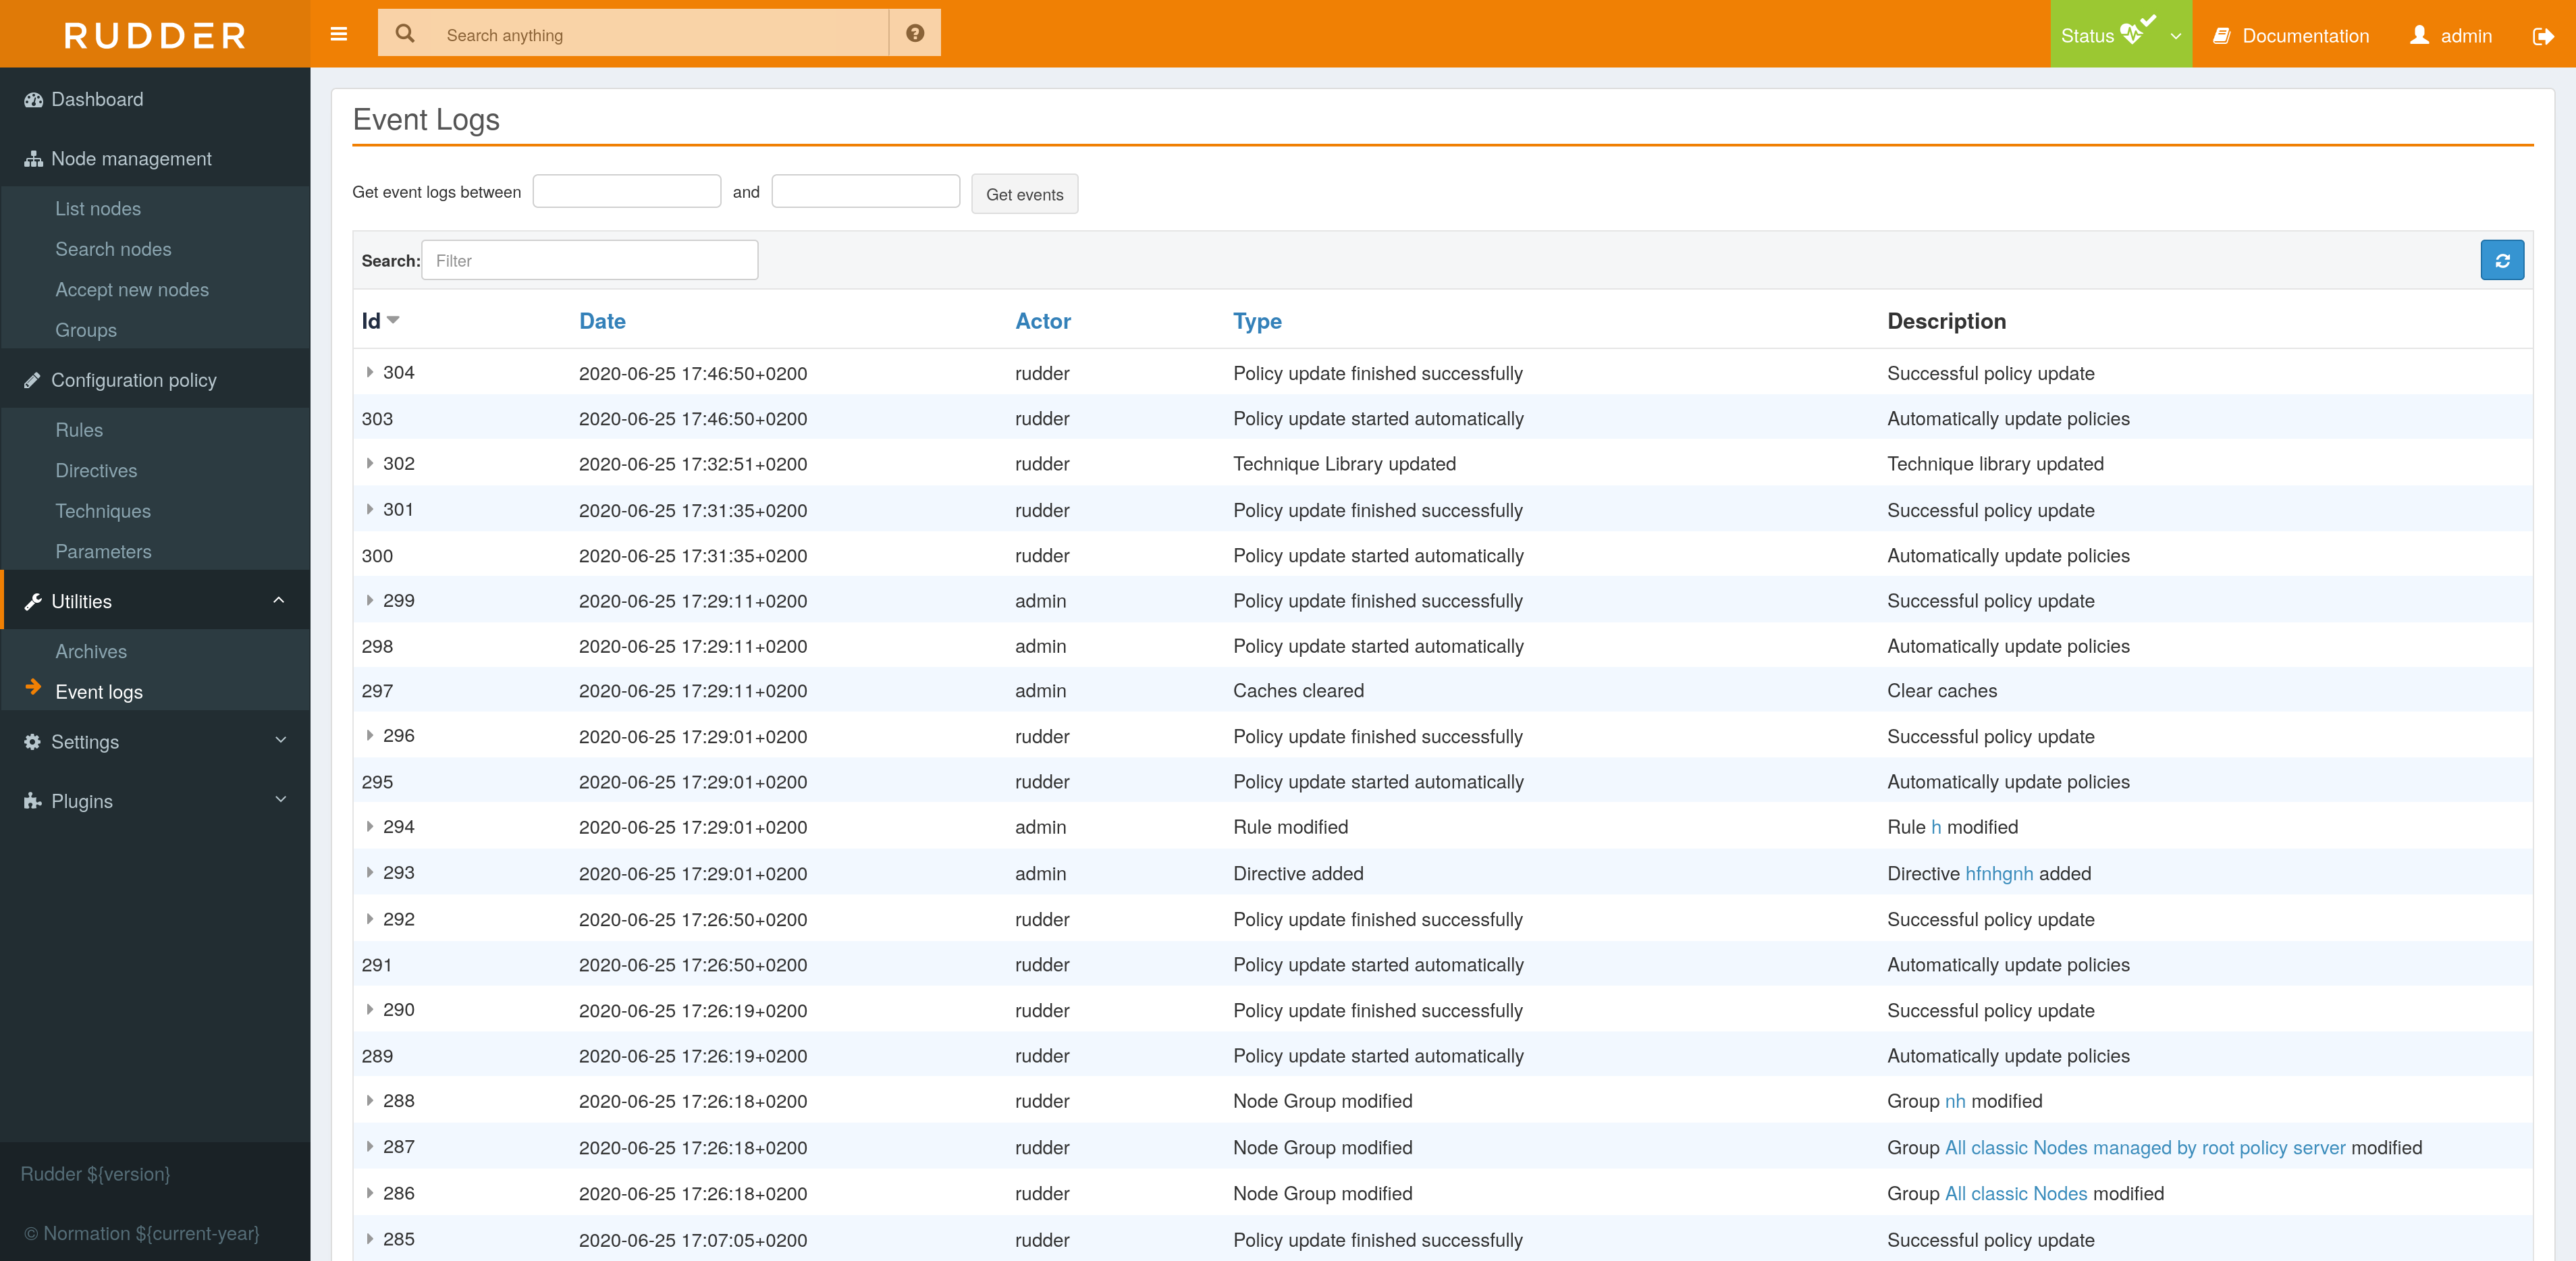 RUDDER
Search anything
Status
Documentation
admin
Dashboard
Node management
List nodes
Search nodes
Accept new nodes
Groups
Configuration policy
Rules
Directives
Techniques
Parameters
Utilities
Archives
Event logs
Settings
Plugins
Rudder ${version}
© Normation ${current-year}
Event Logs
Get event logs between and Get events
Search: Filter
Id Date Actor Type Description
304 2020-06-25 17:46:50+0200 rudder Policy update finished successfully Successful policy update
303 2020-06-25 17:46:50+0200 rudder Policy update started automatically Automatically update policies
302 2020-06-25 17:32:51+0200 rudder Technique Library updated Technique library updated
301 2020-06-25 17:31:35+0200 rudder Policy update finished successfully Successful policy update
300 2020-06-25 17:31:35+0200 rudder Policy update started automatically Automatically update policies
299 2020-06-25 17:29:11+0200 admin Policy update finished successfully Successful policy update
298 2020-06-25 17:29:11+0200 admin Policy update started automatically Automatically update policies
297 2020-06-25 17:29:11+0200 admin Caches cleared Clear caches
296 2020-06-25 17:29:01+0200 rudder Policy update finished successfully Successful policy update
295 2020-06-25 17:29:01+0200 rudder Policy update started automatically Automatically update policies
294 2020-06-25 17:29:01+0200 admin Rule modified Rule h modified
293 2020-06-25 17:29:01+0200 admin Directive added Directive hfnhgnh added
292 2020-06-25 17:26:50+0200 rudder Policy update finished successfully Successful policy update
291 2020-06-25 17:26:50+0200 rudder Policy update started automatically Automatically update policies
290 2020-06-25 17:26:19+0200 rudder Policy update finished successfully Successful policy update
289 2020-06-25 17:26:19+0200 rudder Policy update started automatically Automatically update policies
288 2020-06-25 17:26:18+0200 rudder Node Group modified Group nh modified
287 2020-06-25 17:26:18+0200 rudder Node Group modified Group All classic Nodes managed by root policy server modified
286 2020-06-25 17:26:18+0200 rudder Node Group modified Group All classic Nodes modified
285 2020-06-25 17:07:05+0200 rudder Policy update finished successfully Successful policy update